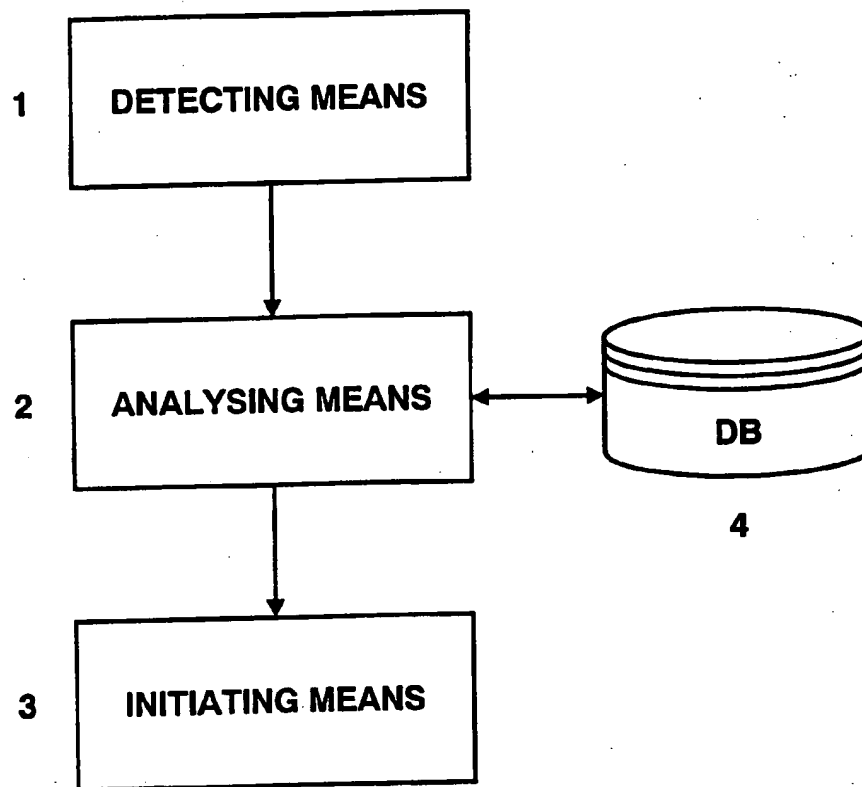 1
DETECTING MEANS
2
ANALYSING MEANS
DB
4
3
INITIATING MEANS